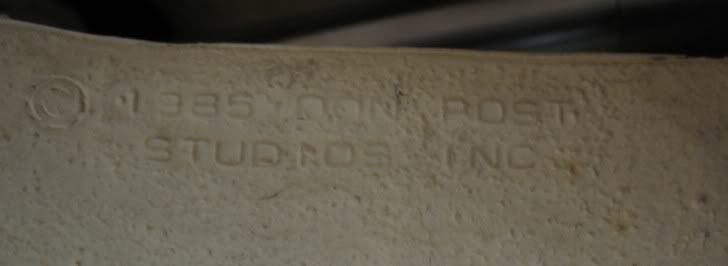 © 1985 DON POST
STUDIOS INC